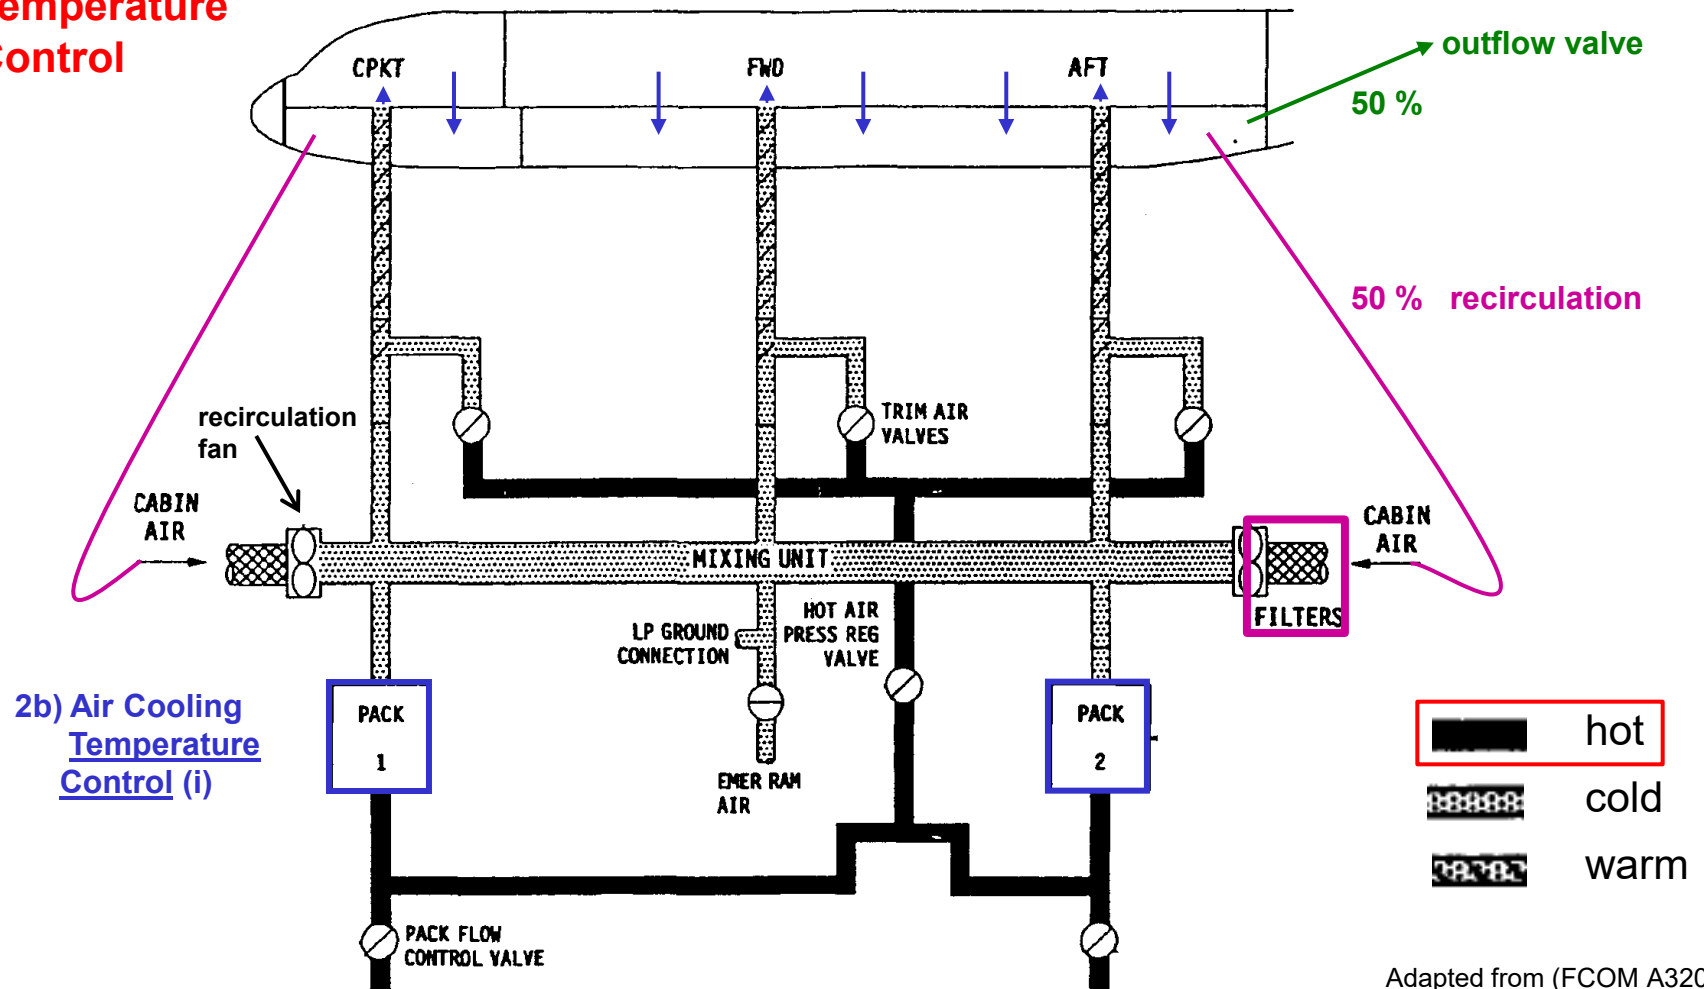 emperature
Control
CPKT
FWD
AFT
outflow valve
50 %
50 % recirculation
recirculation
fan
TRIM AIR
VALVES
CABIN
AIR
MIXING UNIT
CABIN
AIR
FILTERS
LP GROUND
CONNECTION
HOT AIR
PRESS REG
VALVE
2b) Air Cooling
Temperature
Control (i)
PACK
1
EMER RAM
AIR
PACK
2
hot
cold
warm
PACK FLOW
CONTROL VALVE
Adapted from (FCOM A320